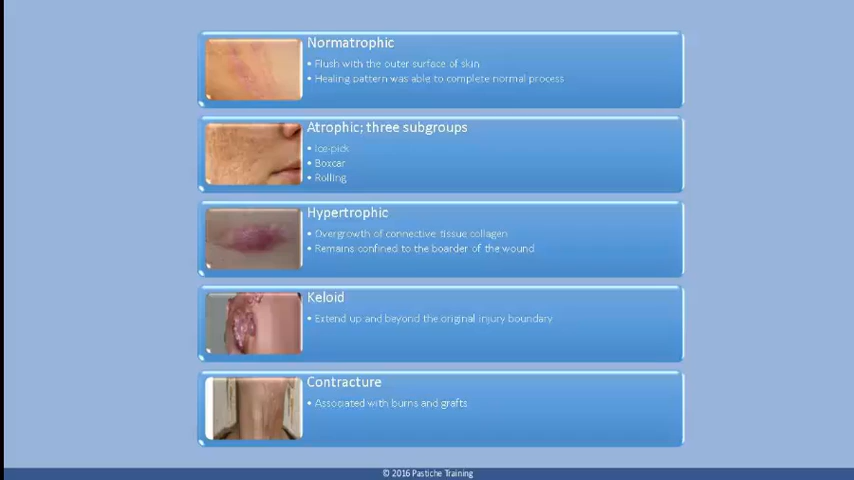 Normatrophic
• Flush with the outer surface of skin
• Healing pattern was able to complete normal process
Atrophic; three subgroups
• Ice-pick
• Boxcar
• Rolling
Hypertrophic
• Overgrowth of connective tissue collagen
• Remains confined to the boarder of the wound
Keloid
• Extend up and beyond the original injury boundary
Contracture
• Associated with burns and grafts
© 2016 Pastiche Training